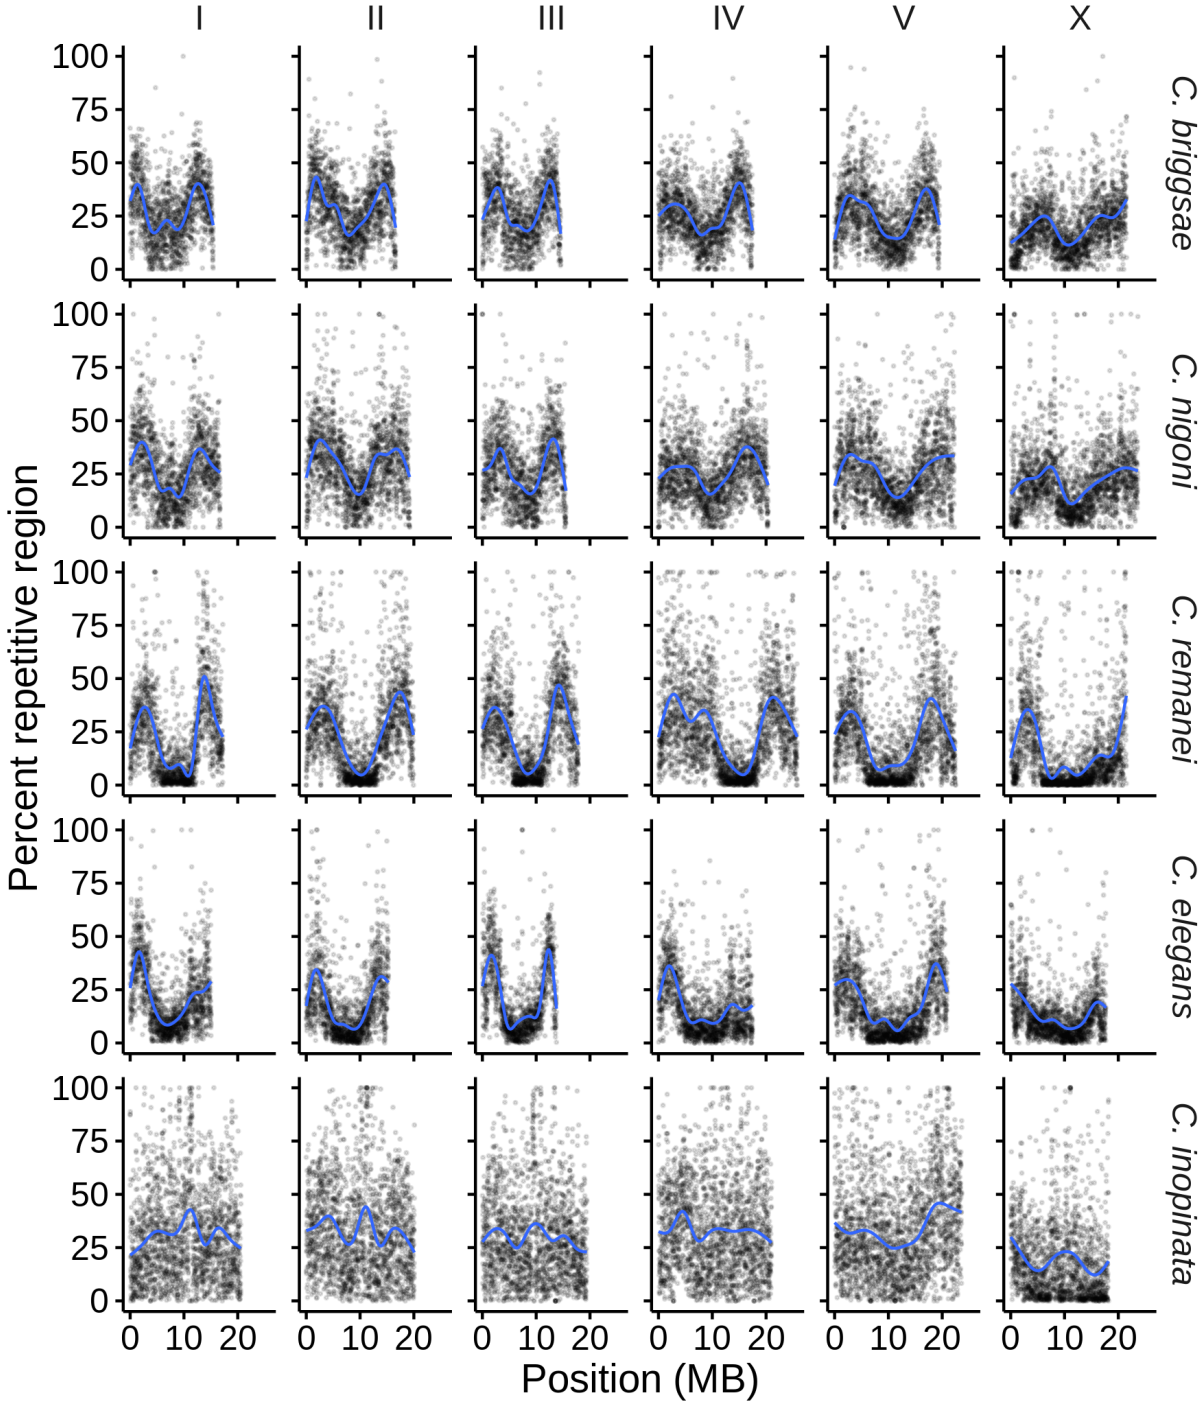 I II III IV V X
100
75
50
25
0
C. briggsae
100
75
50
25
0
C. nigoni
100
75
50
25
0
C. remanei
100
75
50
25
0
C. elegans
100
75
50
25
0
C. inopinata
Percent repetitive region
0 10 20 0 10 20 0 10 20 0 10 20 0 10 20 0 10 20
Position (MB)